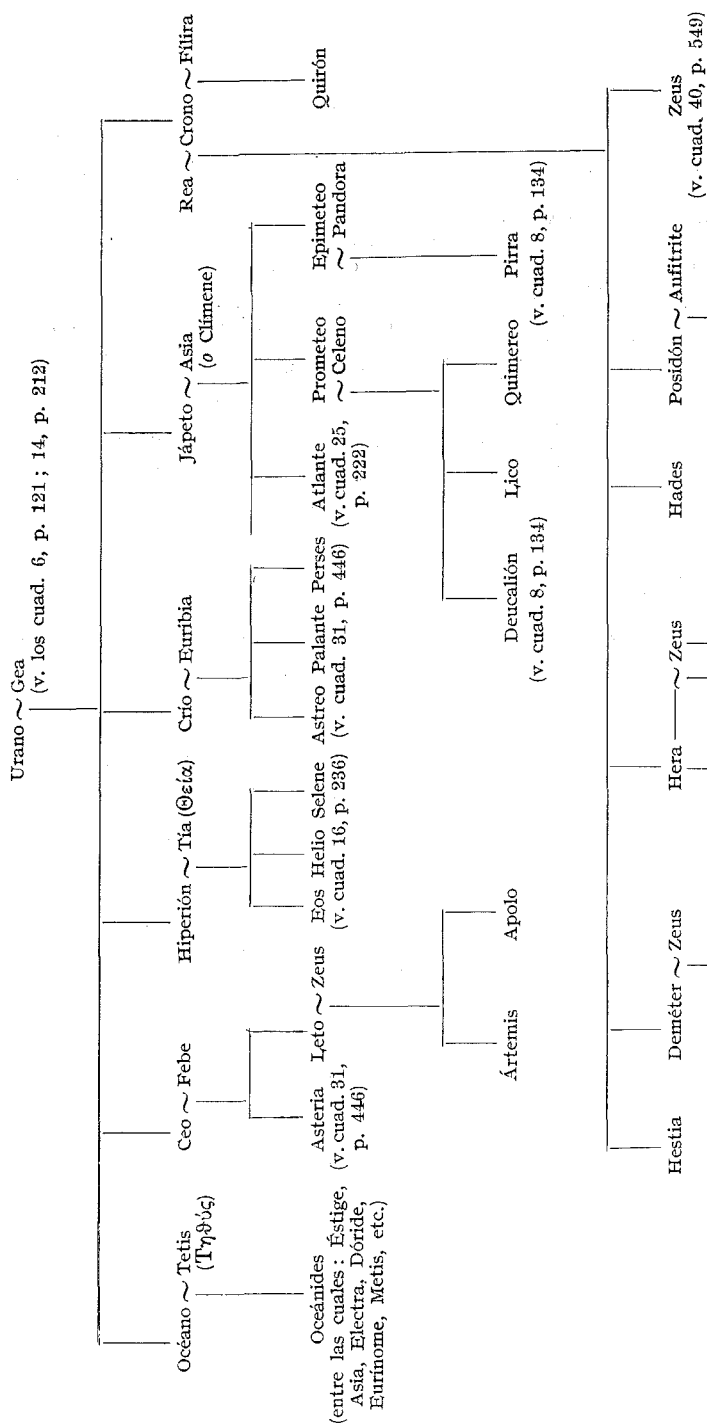 Urano ~ Gea
(v. los cuad. 6, p. 121 ; 14, p. 212)
Océano ~ Tetis
(Τηθύς)
Ceo ~ Febe
Hiperión ~ Tía (Θεία)
Crío ~ Euribia
Jápeto ~ Asia
(o Clímene)
Rea ~ Crono ~ Fílira
Oceánides
(entre las cuales : Éstige,
Asia, Electra, Dóride,
Eurínome, Metis, etc.)
Asteria
(v. cuad. 31,
p. 446)
Leto ~ Zeus
Eos Helio Selene
(v. cuad. 16, p. 236)
Astreo Palante Perses
(v. cuad. 31, p. 446)
Atlante
(v. cuad. 25,
p. 222)
Prometeo
~ Celeno
Epimeteo
~ Pandora
Quirón
Ártemis
Apolo
Deucalión
(v. cuad. 8, p. 134)
Lico
Quimereo
Pirra
(v. cuad. 8, p. 134)
Hestia
Deméter ~ Zeus
Hera ~ Zeus
Hades
Posidón ~ Anfitrite
Zeus
(v. cuad. 40, p. 549)